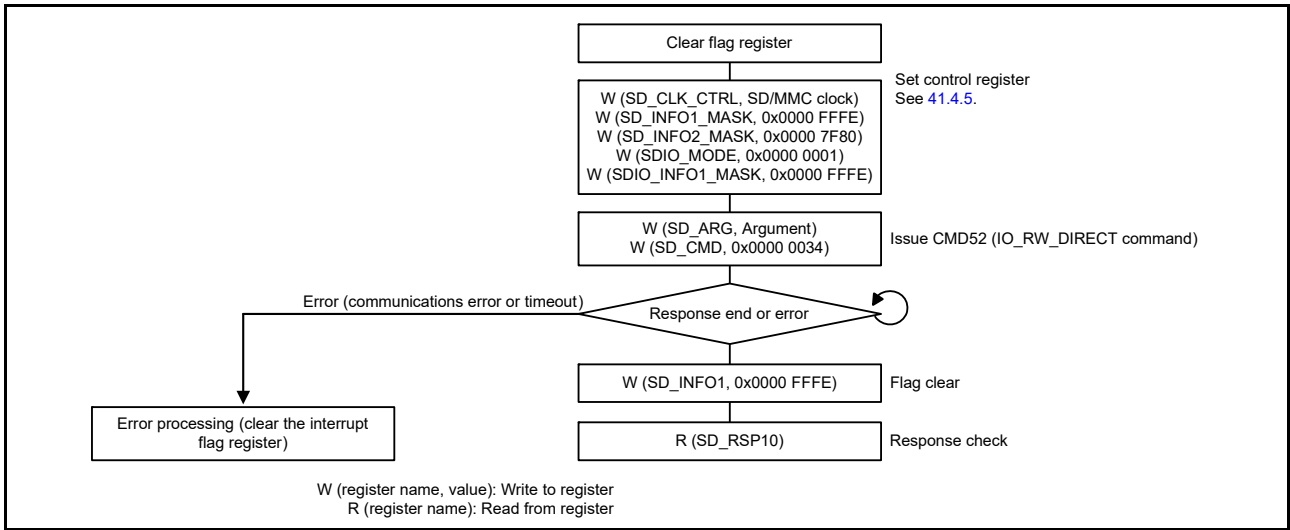 Clear flag register
Set control register
See 41.4.5.
W (SD_CLK_CTRL, SD/MMC clock)
W (SD_INFO1_MASK, 0x0000 FFFE)
W (SD_INFO2_MASK, 0x0000 7F80)
W (SDIO_MODE, 0x0000 0001)
W (SDIO_INFO1_MASK, 0x0000 FFFE)
W (SD_ARG, Argument)
W (SD_CMD, 0x0000 0034)
Issue CMD52 (IO_RW_DIRECT command)
Error (communications error or timeout)
Response end or error
W (SD_INFO1, 0x0000 FFFE)
Flag clear
Error processing (clear the interrupt
flag register)
R (SD_RSP10)
Response check
W (register name, value): Write to register
R (register name): Read from register